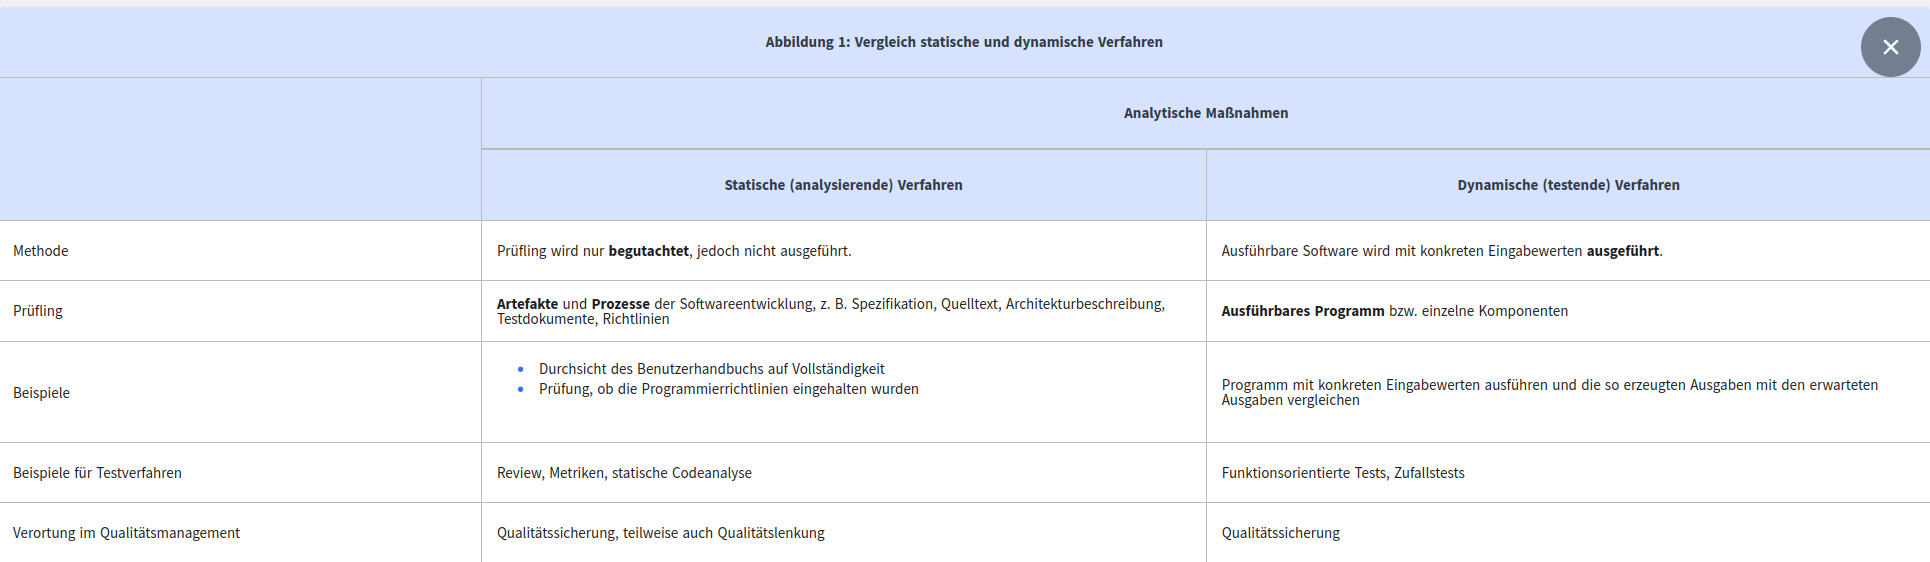 Abbildung 1: Vergleich statische und dynamische Verfahren
Analytische Maßnahmen
Statische (analysierende) Verfahren
Dynamische (testende) Verfahren
Methode
Prüfling wird nur begutachtet, jedoch nicht ausgeführt.
Ausführbare Software wird mit konkreten Eingabewerten ausgeführt.
Prüfling
Artefakte und Prozesse der Softwareentwicklung, z. B. Spezifikation, Quelltext, Architekturbeschreibung,
Testdokumente, Richtlinien
Ausführbares Programm bzw. einzelne Komponenten
Beispiele
Durchsicht des Benutzerhandbuchs auf Vollständigkeit
Prüfung, ob die Programmierrichtlinien eingehalten wurden
Programm mit konkreten Eingabewerten ausführen und die so erzeugten Ausgaben mit den erwarteten
Ausgaben vergleichen
Beispiele für Testverfahren
Review, Metriken, statische Codeanalyse
Funktionsorientierte Tests, Zufallstests
Verortung im Qualitätsmanagement
Qualitätssicherung, teilweise auch Qualitätslenkung
Qualitätssicherung